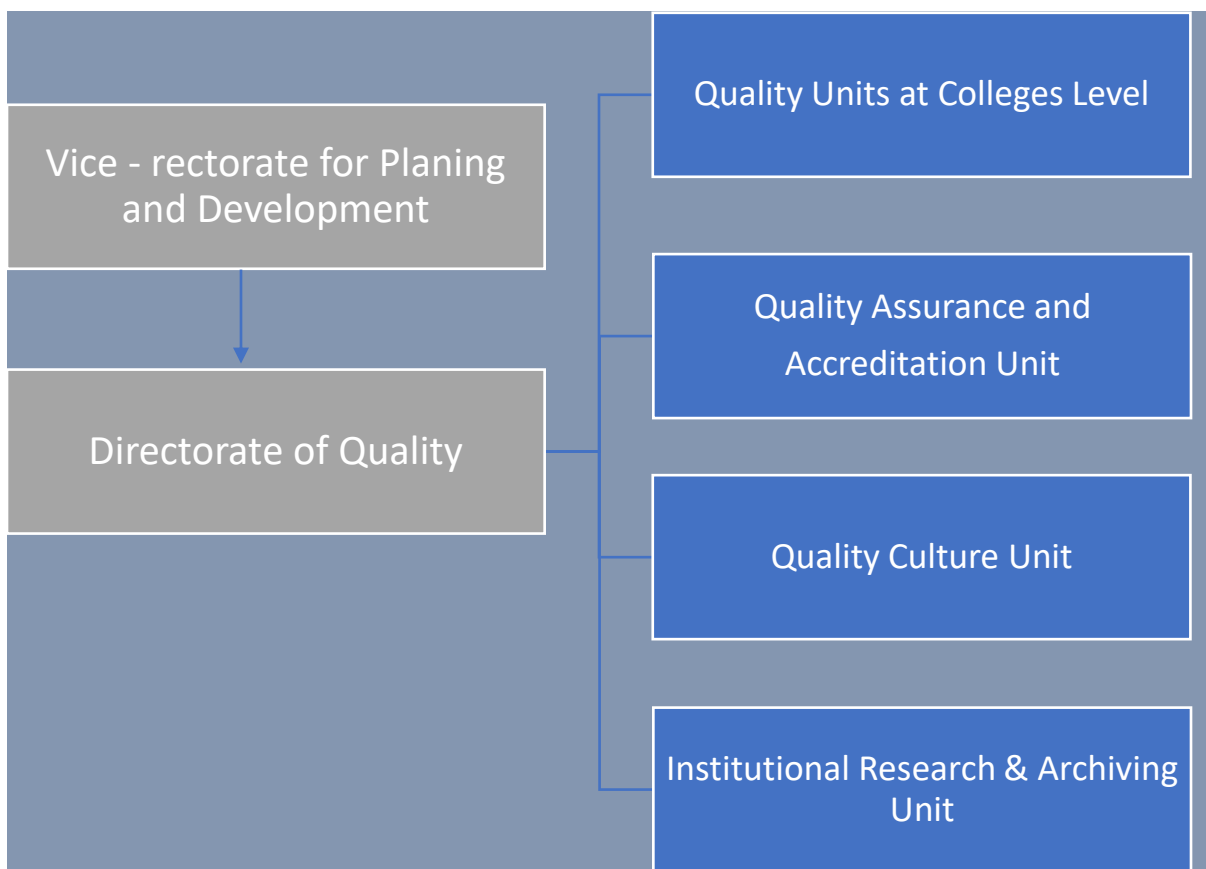 Vice - rectorate for Planing
and Development
Directorate of Quality
Quality Units at Colleges Level
Quality Assurance and
Accreditation Unit
Quality Culture Unit
Institutional Research & Archiving
Unit